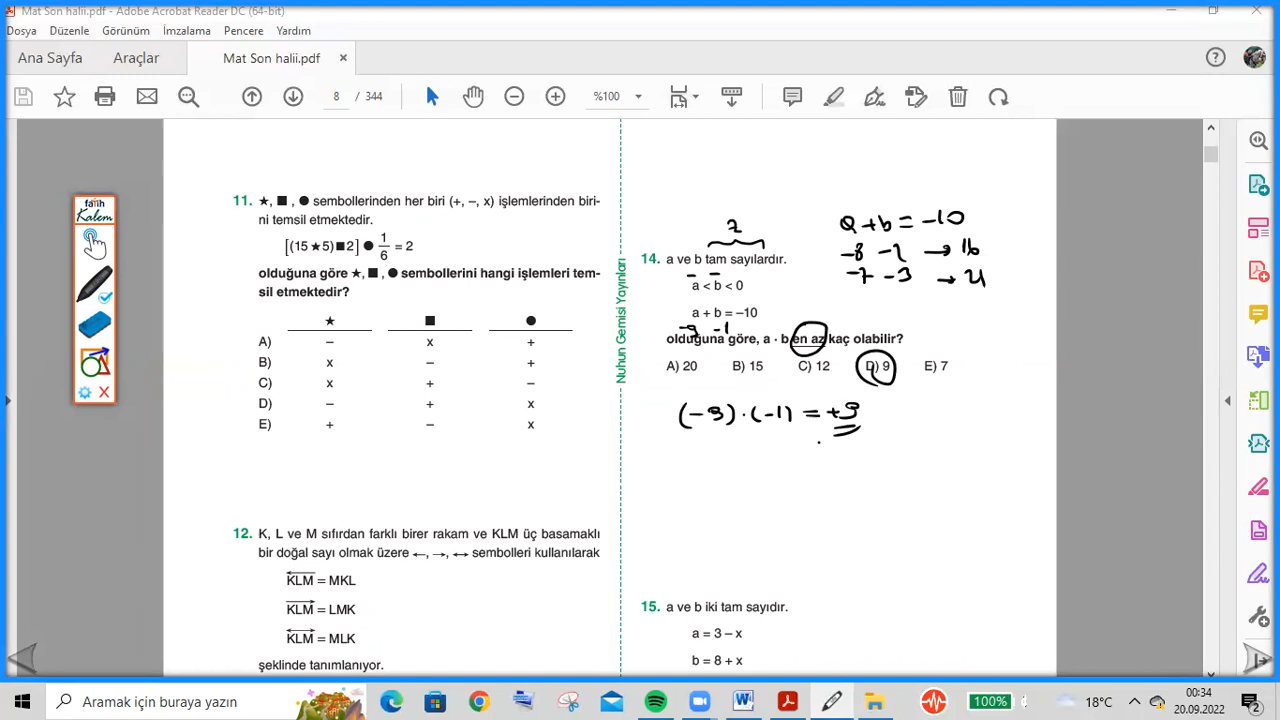 Mat Son halii.pdf - Adobe Acrobat Reader DC (64-bit)
Dosya Düzenle Görünüm İmzalama Pencere Yardım
Ana Sayfa Araçlar Mat Son halii.pdf ×
8 / 344 %100
fatih
Kalem
Nuhun Gemisi Yayınları
11. ★, ■ , ● sembollerinden her biri (+, –, x) işlemlerinden biri-
ni temsil etmektedir.
[(15 ★ 5) ■ 2] ● 1/6 = 2
olduğuna göre ★, ■ , ● sembollerini hangi işlemleri tem-
sil etmektedir?
★ ■ ●
A) – x +
B) x – +
C) x + –
D) – + x
E) + – x
12. K, L ve M sıfırdan farklı birer rakam ve KLM üç basamaklı
bir doğal sayı olmak üzere ←, →, ↔ sembolleri kullanılarak
KLM = MKL
KLM = LMK
KLM = MLK
şeklinde tanımlanıyor.
14. a ve b tam sayılardır.
a < b < 0
a + b = –10
-9 -1
olduğuna göre, a · b en az kaç olabilir?
A) 20 B) 15 C) 12 D) 9 E) 7
(-9) · (-1) = +9
a + b = -10
-8 -2 → 16
-7 -3 → 21
15. a ve b iki tam sayıdır.
a = 3 – x
b = 8 + x
Aramak için buraya yazın
100% 18°C 00:34
20.09.2022 2